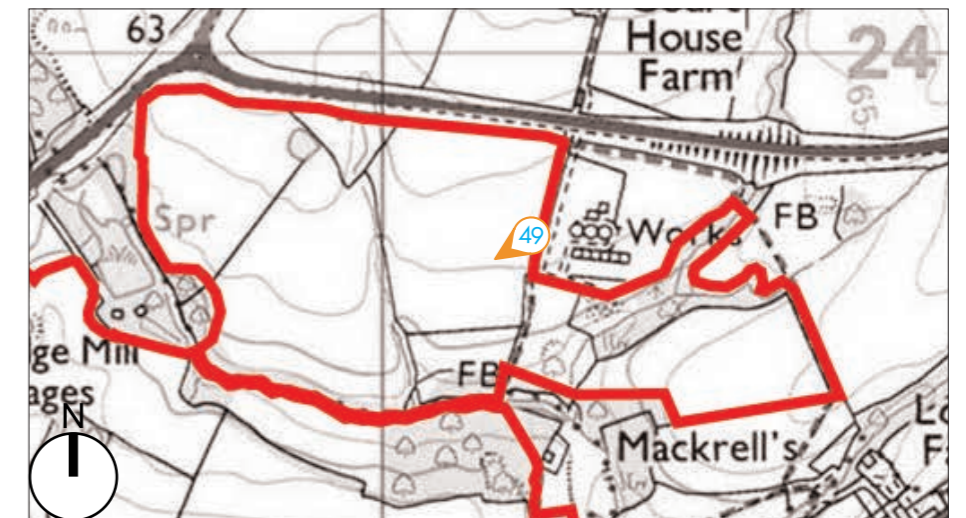 63
House
Farm
24
65
Spr
49
Works
FB
ge Mill
ages
FB
N
Mackrell's